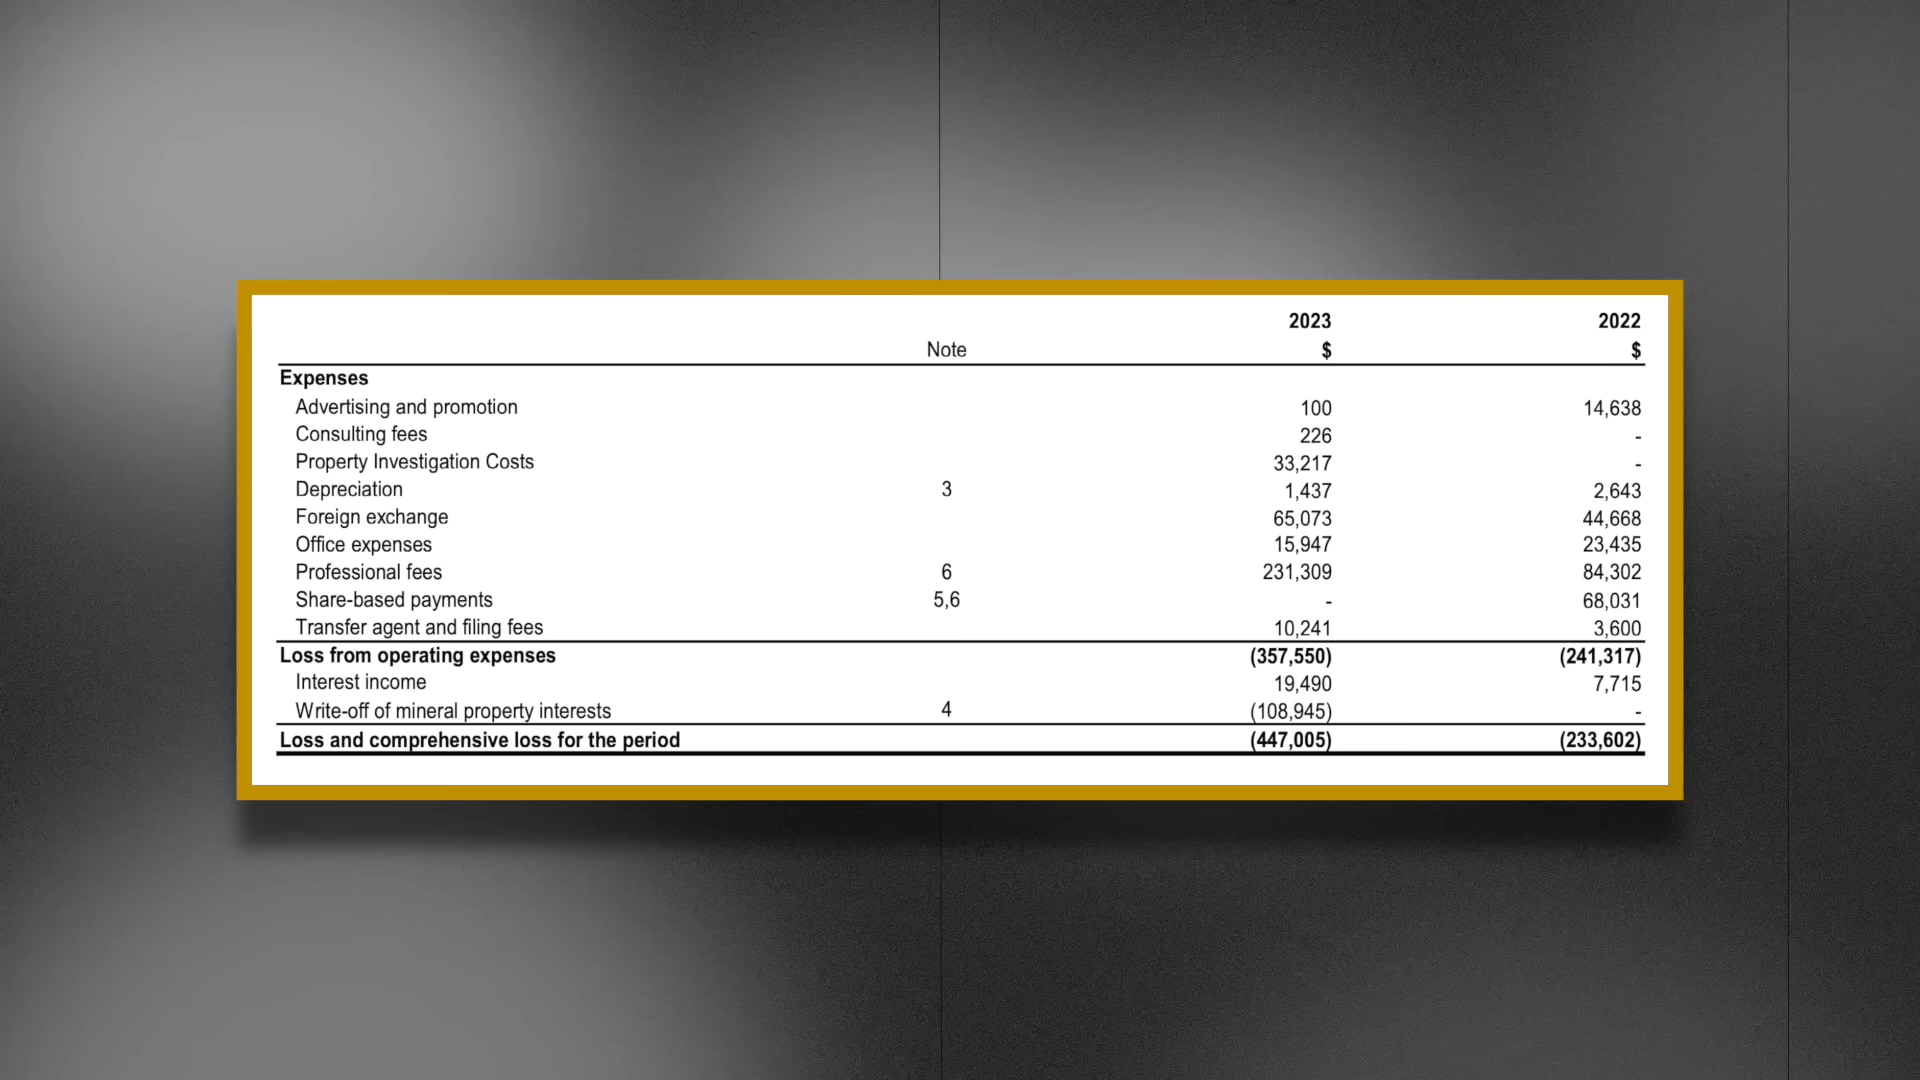 2023 2022
Note $ $
Expenses
Advertising and promotion 100 14,638
Consulting fees 226 -
Property Investigation Costs 33,217 -
Depreciation 3 1,437 2,643
Foreign exchange 65,073 44,668
Office expenses 15,947 23,435
Professional fees 6 231,309 84,302
Share-based payments 5,6 - 68,031
Transfer agent and filing fees 10,241 3,600
Loss from operating expenses (357,550) (241,317)
Interest income 19,490 7,715
Write-off of mineral property interests 4 (108,945) -
Loss and comprehensive loss for the period (447,005) (233,602)